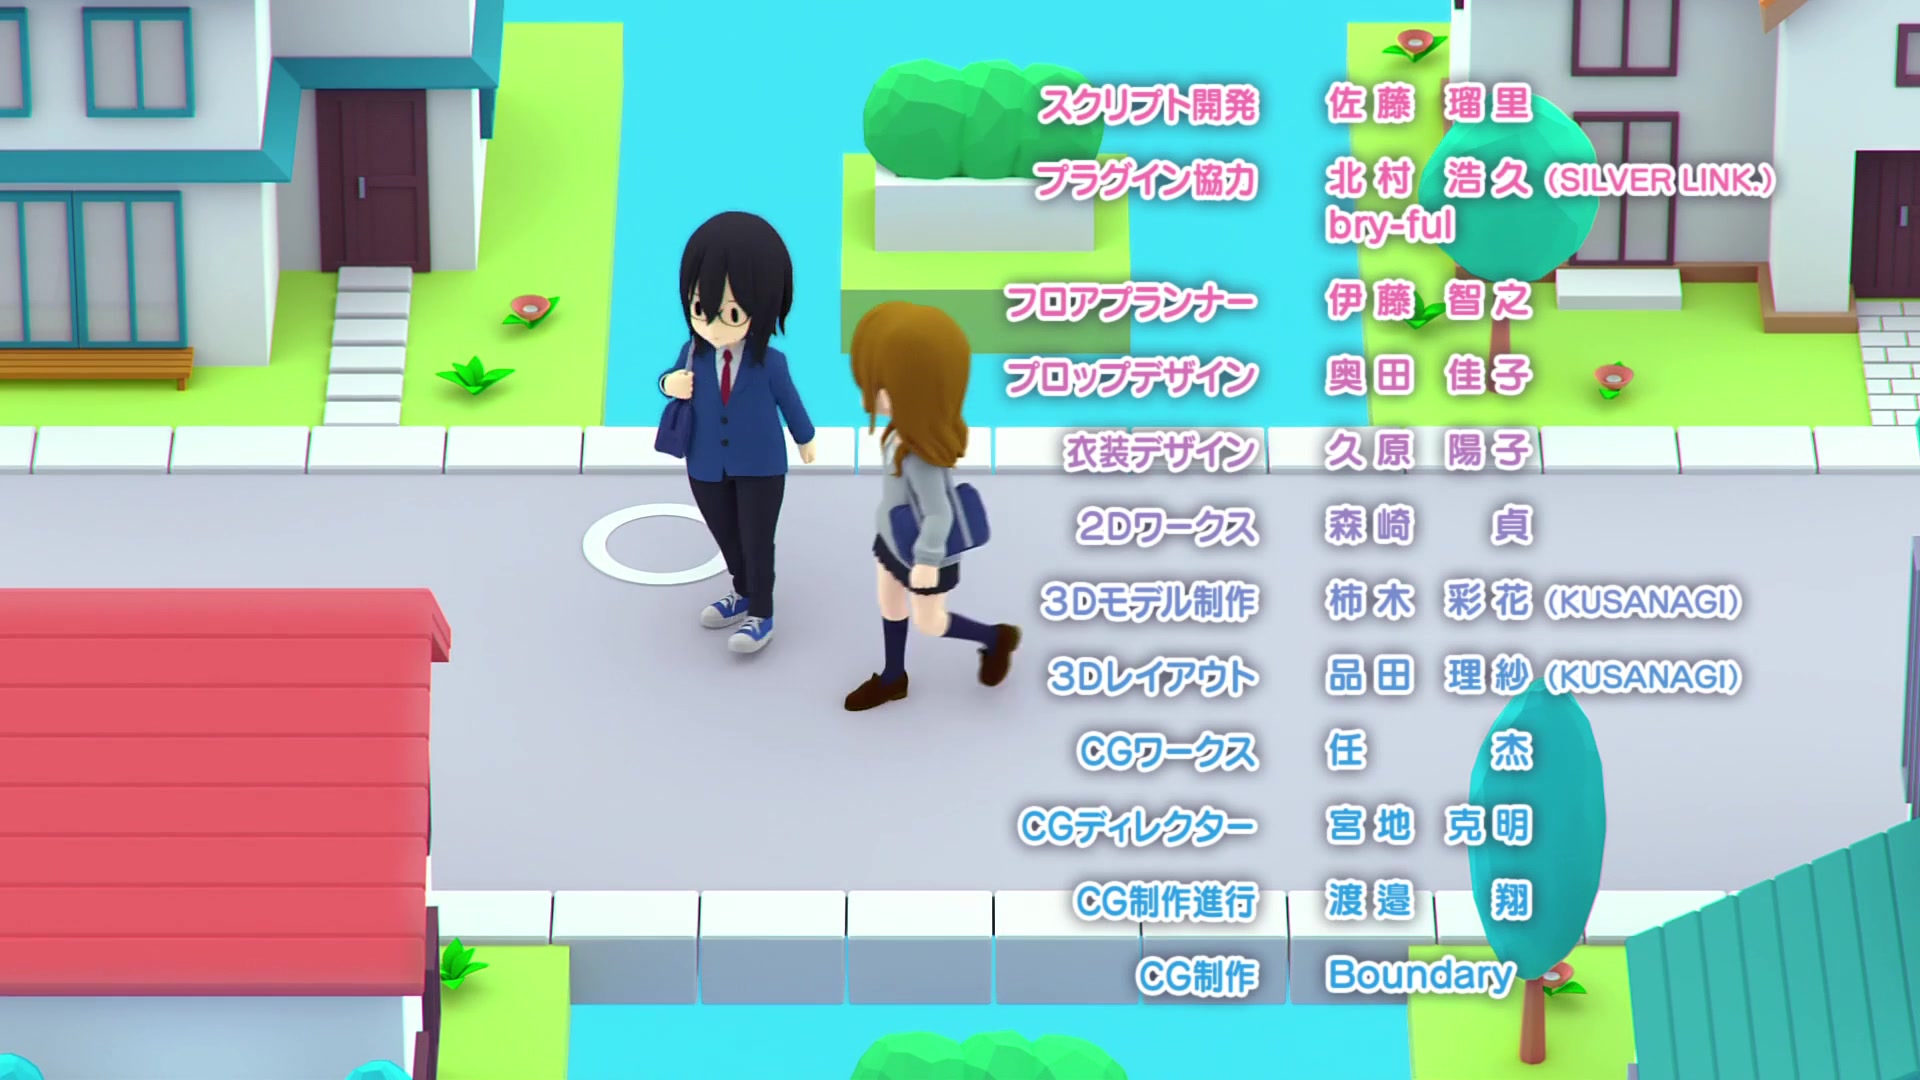 スクリプト開発 佐藤 瑠里
プラグイン協力 北村 浩久 (SILVER LINK.)
bry-ful
フロアプランナー 伊藤 智之
プロップデザイン 奥田 佳子
衣装デザイン 久原 陽子
2Dワークス 森崎 貞
3Dモデル制作 柿木 彩花 (KUSANAGI)
3Dレイアウト 品田 理紗 (KUSANAGI)
CGワークス 任 杰
CGディレクター 宮地 克明
CG制作進行 渡邉 翔
CG制作 Boundary